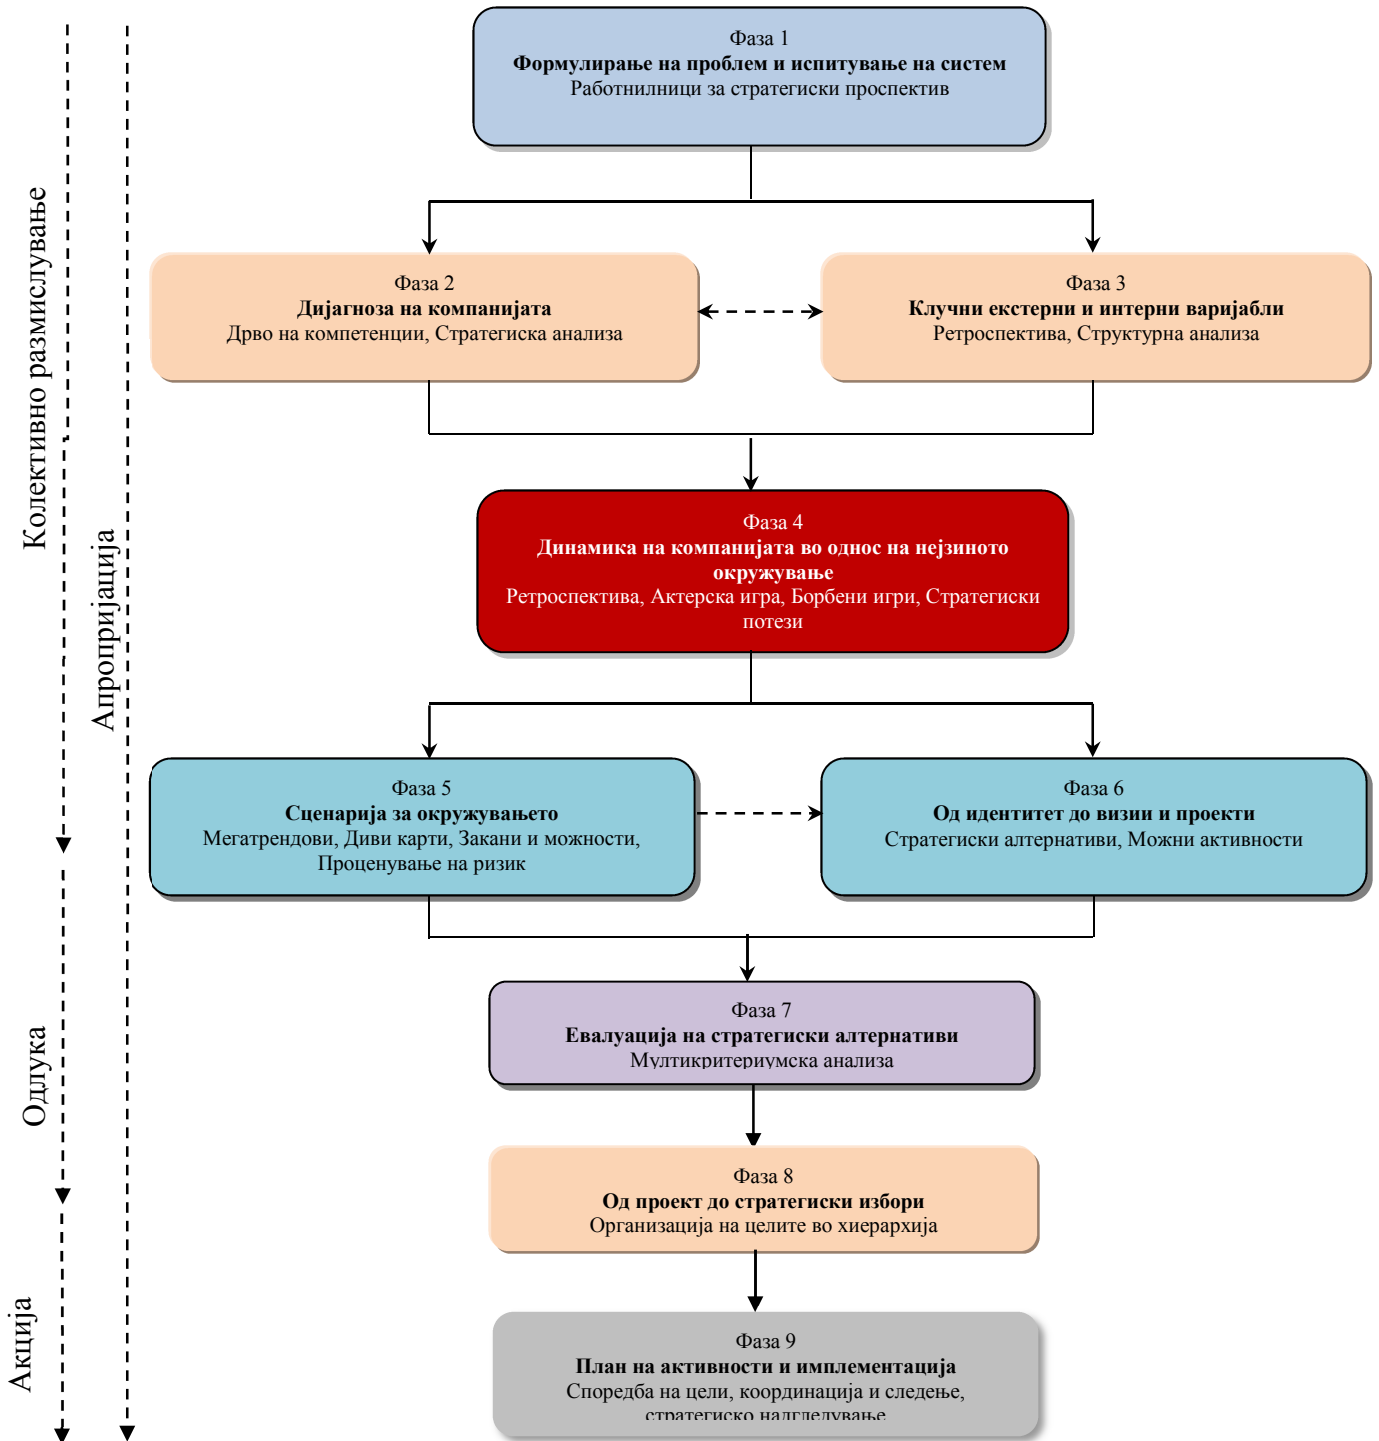 Фаза 1
Формулирање на проблем и испитување на систем
Работнилници за стратегиски проспектив
Фаза 2
Дијагноза на компанијата
Дрво на компетенции, Стратегиска анализа
Фаза 3
Клучни екстерни и интерни варијабли
Ретроспектива, Структурна анализа
Колективно размислување
Апропријација
Фаза 4
Динамика на компанијата во однос на нејзиното
окружување
Ретроспектива, Актерска игра, Борбени игри, Стратегиски
потези
Фаза 5
Сценарија за окружувањето
Мегатрендови, Диви карти, Закани и можности,
Проценување на ризик
Фаза 6
Од идентитет до визии и проекти
Стратегиски алтернативи, Можни активности
Одлука
Фаза 7
Евалуација на стратегиски алтернативи
Мултикритериумска анализа
Фаза 8
Од проект до стратегиски избори
Организација на целите во хиерархија
Акција
Фаза 9
План на активности и имплементација
Споредба на цели, координација и следење,
стратегиско надгледување